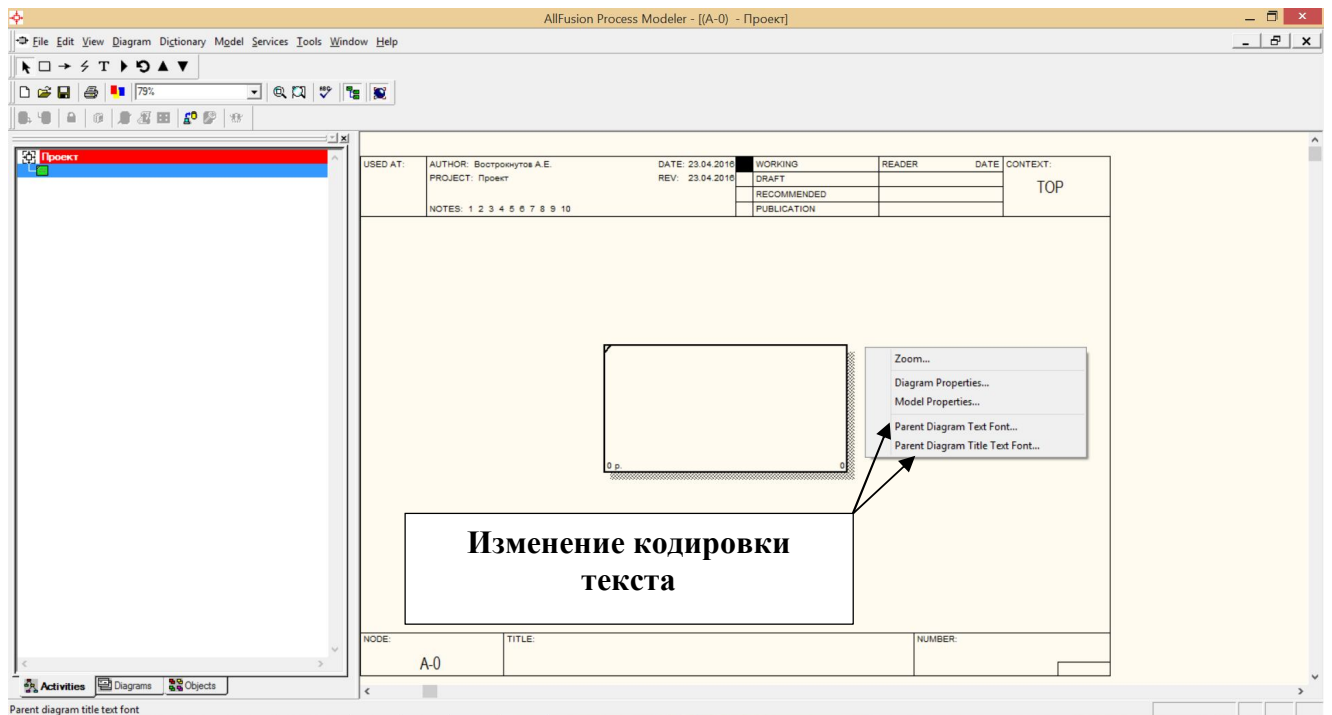 AllFusion Process Modeler - [(A-0) - Проект]
File Edit View Diagram Dictionary Model Services Tools Window Help
79%
Проект
USED AT: AUTHOR: Вострокнутов А.Е. DATE: 23.04.2016 WORKING READER DATE CONTEXT:
PROJECT: Проект REV: 23.04.2016 DRAFT
TOP
RECOMMENDED
NOTES: 1 2 3 4 5 6 7 8 9 10 PUBLICATION
Zoom...
Diagram Properties...
Model Properties...
Parent Diagram Text Font...
Parent Diagram Title Text Font...
0 р. 0
Изменение кодировки
текста
NODE: TITLE: NUMBER:
A-0
Activities Diagrams Objects
Parent diagram title text font